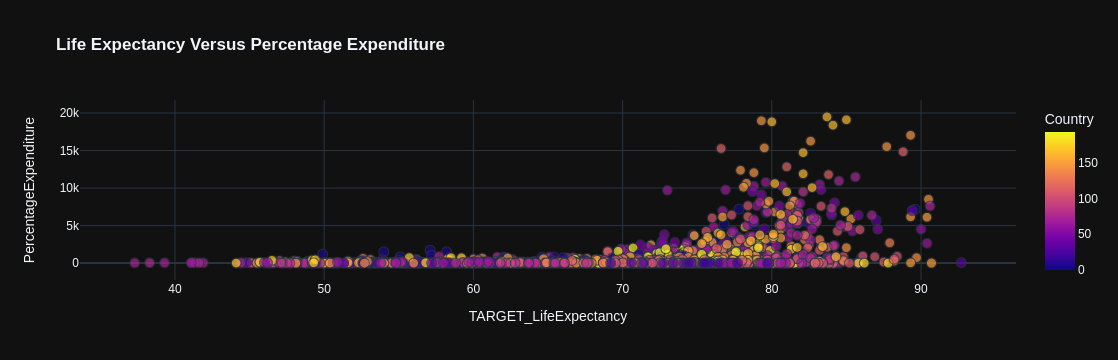 Life Expectancy Versus Percentage Expenditure
Country
20k
15k
10k
5k
0
PercentageExpenditure
150
100
50
0
40 50 60 70 80 90
TARGET_LifeExpectancy